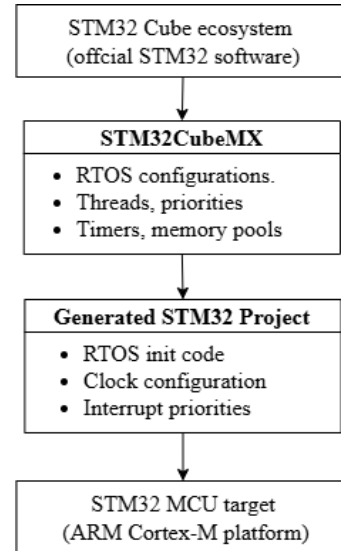 STM32 Cube ecosystem
(offcial STM32 software)
STM32CubeMX
• RTOS configurations.
• Threads, priorities
• Timers, memory pools
Generated STM32 Project
• RTOS init code
• Clock configuration
• Interrupt priorities
STM32 MCU target
(ARM Cortex-M platform)